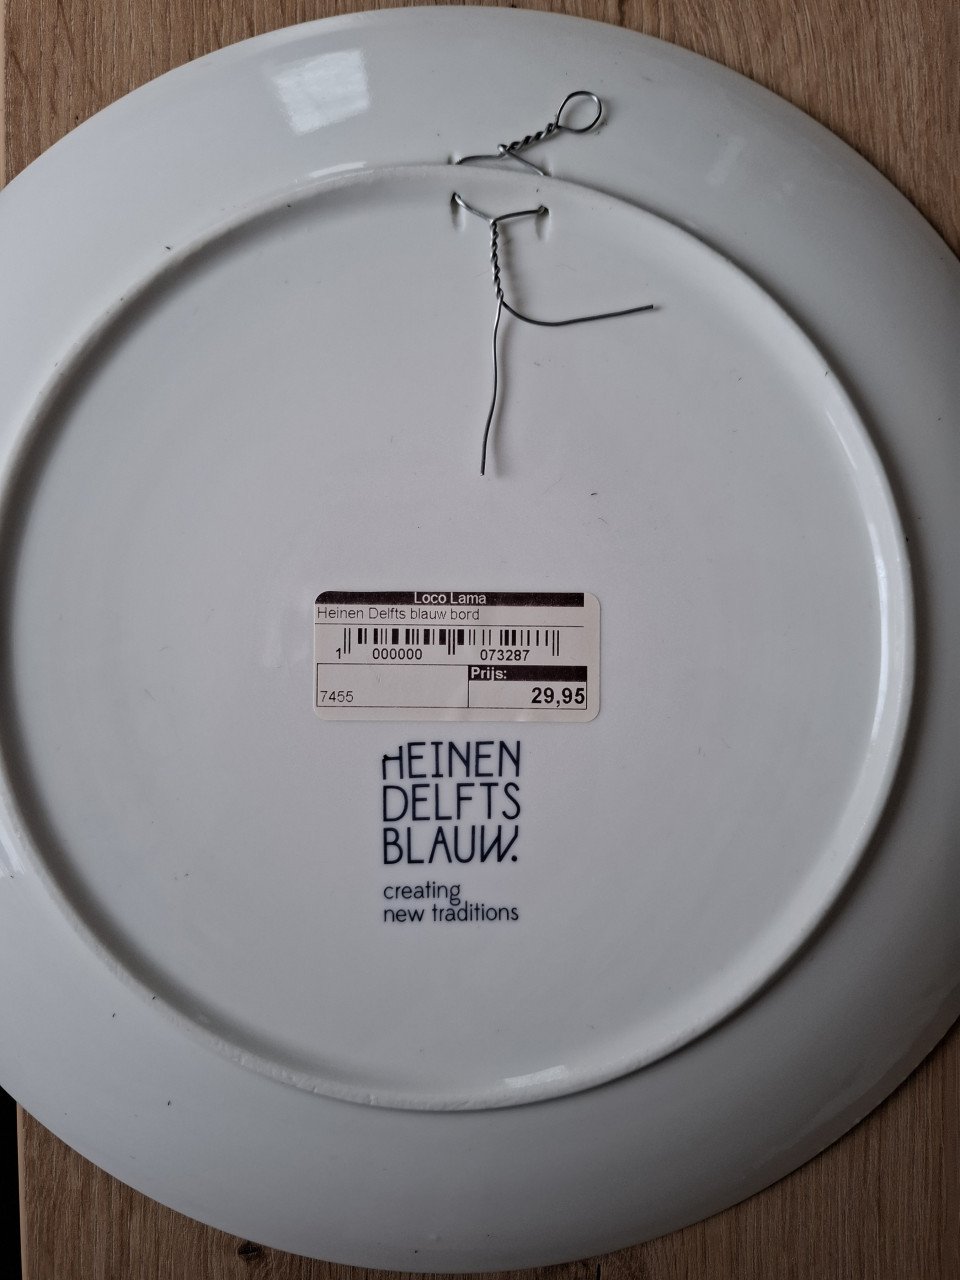 Loco Lama
Heinen Delfts blauw bord
1 000000 073287
Prijs:
7455 29,95
HEINEN
DELFTS
BLAUW.
creating
new traditions